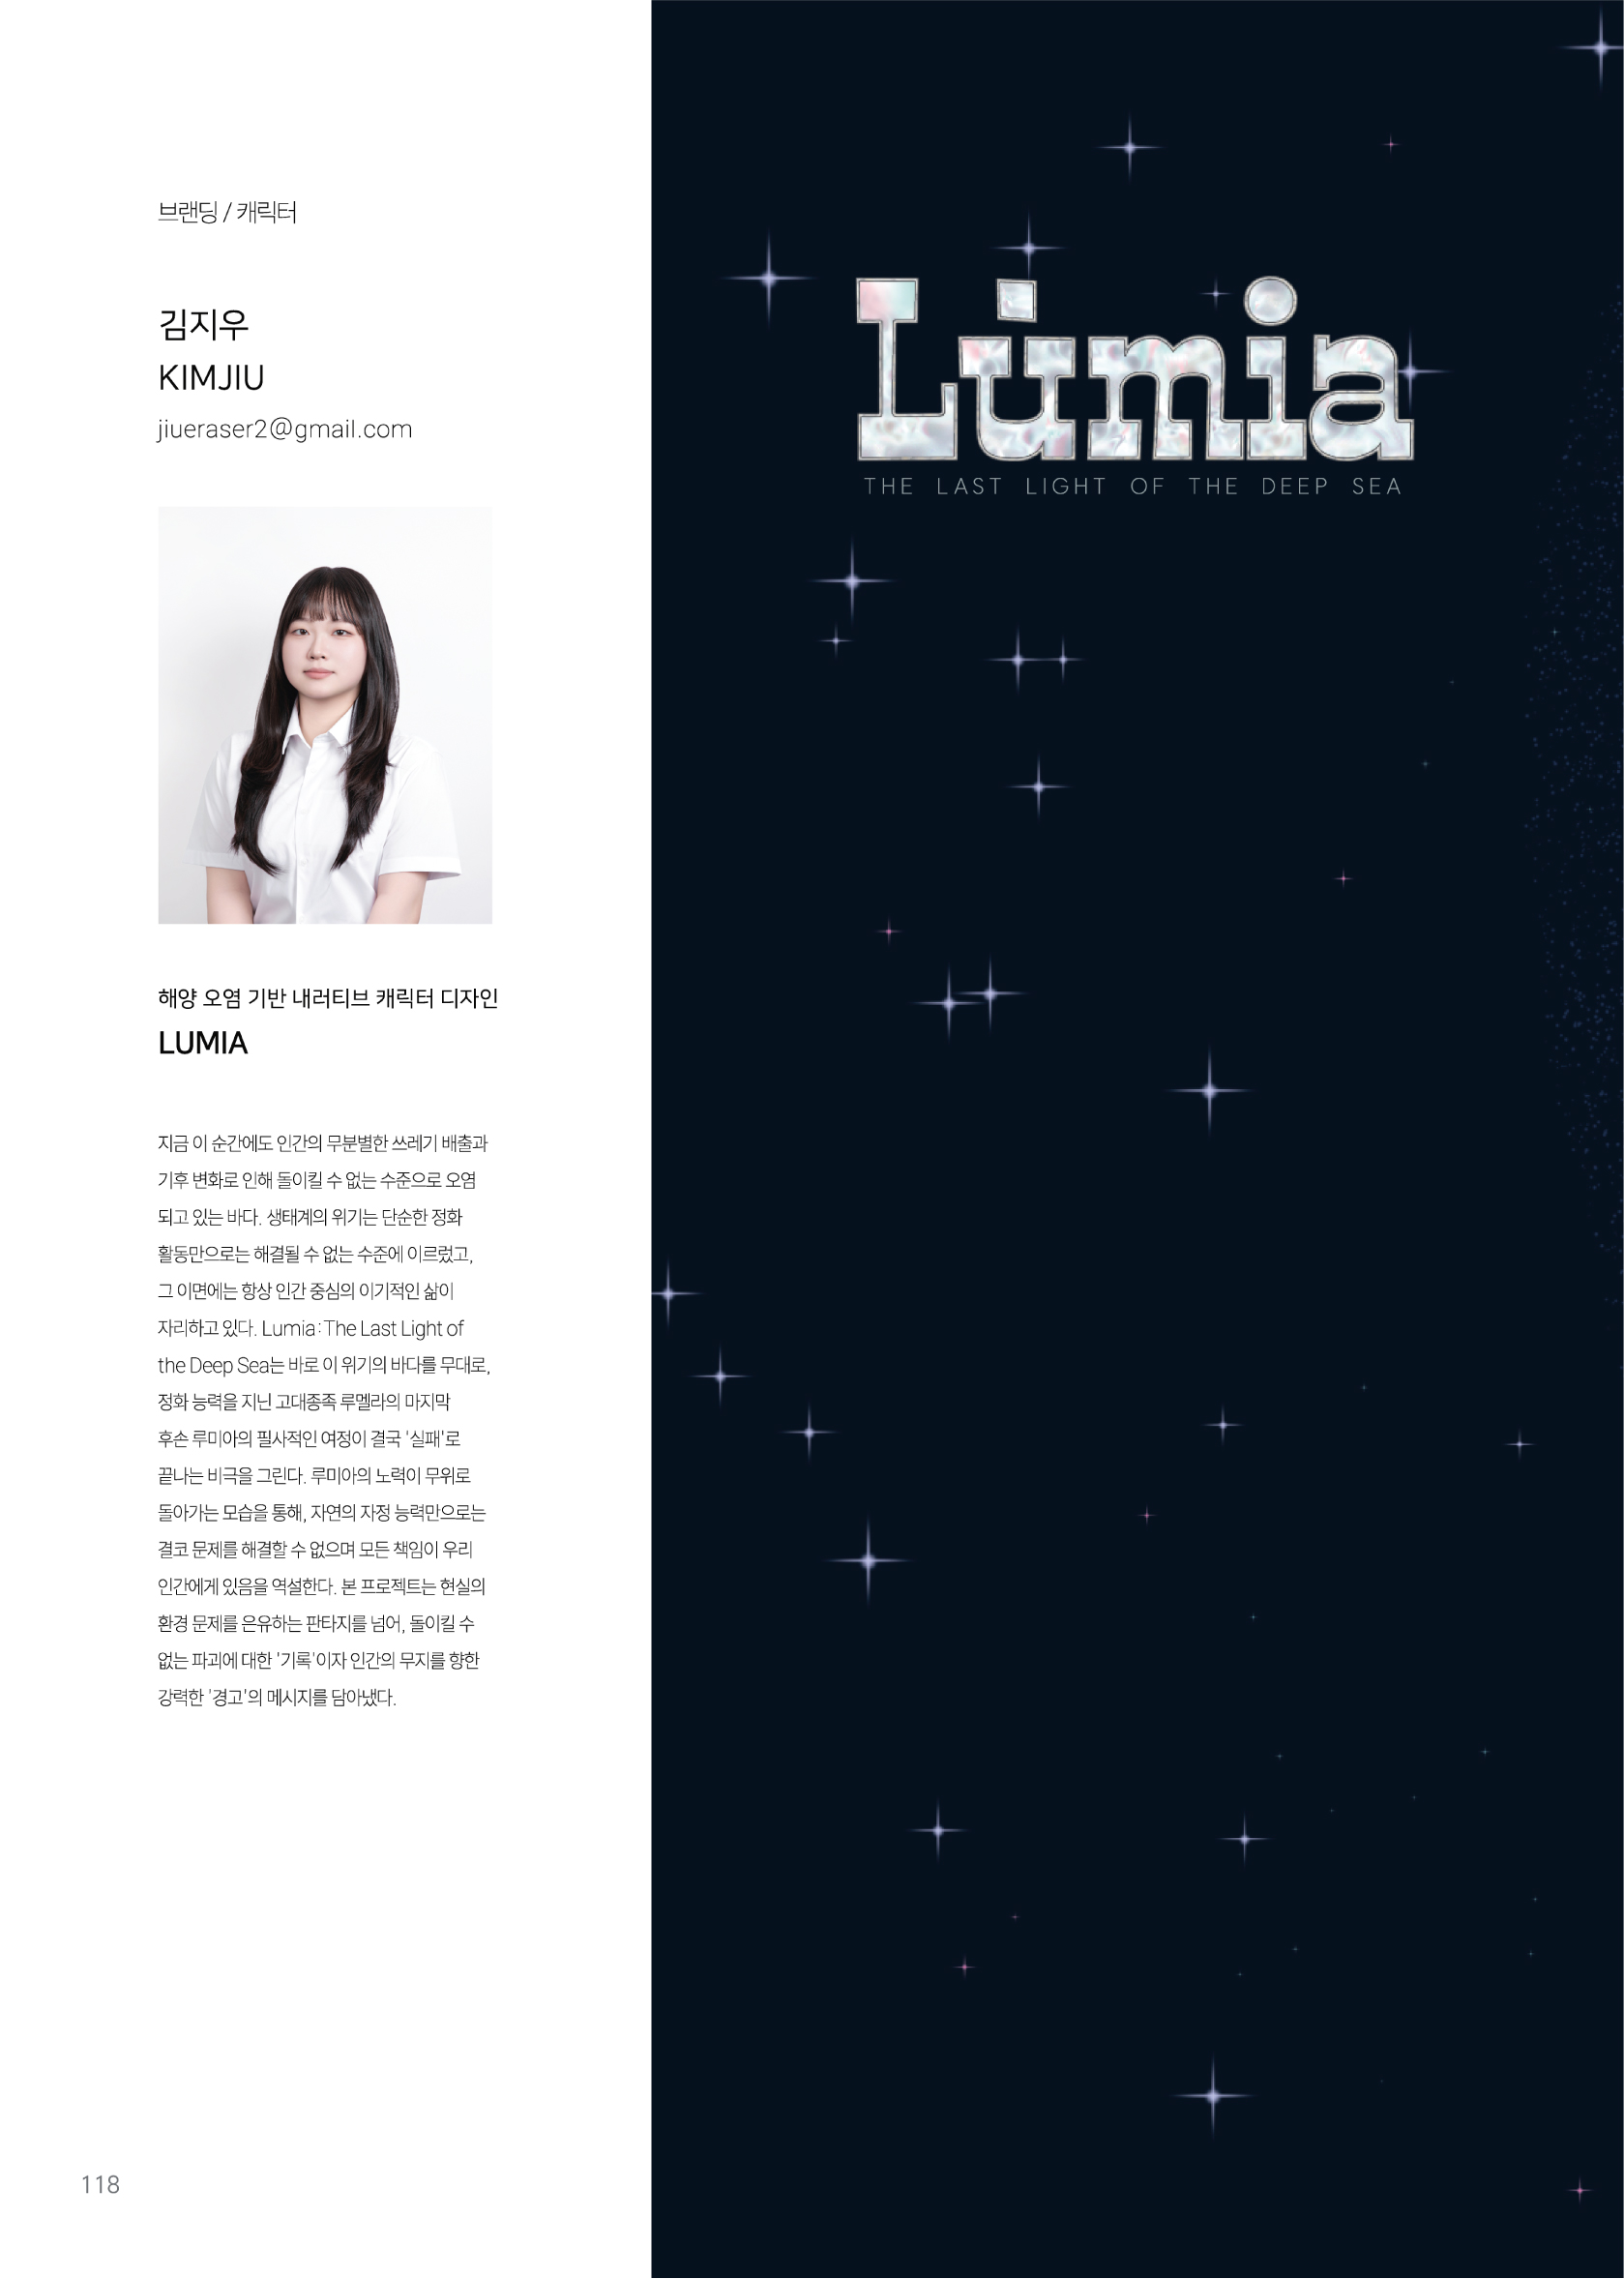 브랜딩 / 캐릭터
김지우
KIMJIU
jiueraser2@gmail.com
해양 오염 기반 내러티브 캐릭터 디자인
LUMIA
지금 이 순간에도 인간의 무분별한 쓰레기 배출과
기후 변화로 인해 돌이킬 수 없는 수준으로 오염
되고 있는 바다. 생태계의 위기는 단순한 정화
활동만으로는 해결될 수 없는 수준에 이르렀고,
그 이면에는 항상 인간 중심의 이기적인 삶이
자리하고 있다. Lumia : The Last Light of
the Deep Sea는 바로 이 위기의 바다를 무대로,
정화 능력을 지닌 고대종족 루멜라의 마지막
후손 루미아의 필사적인 여정이 결국 '실패'로
끝나는 비극을 그린다. 루미아의 노력이 무위로
돌아가는 모습을 통해, 자연의 자정 능력만으로는
결코 문제를 해결할 수 없으며 모든 책임이 우리
인간에게 있음을 역설한다. 본 프로젝트는 현실의
환경 문제를 은유하는 판타지를 넘어, 돌이킬 수
없는 파괴에 대한 '기록'이자 인간의 무지를 향한
강력한 '경고'의 메시지를 담아냈다.
118
Lumia
THE LAST LIGHT OF THE DEEP SEA